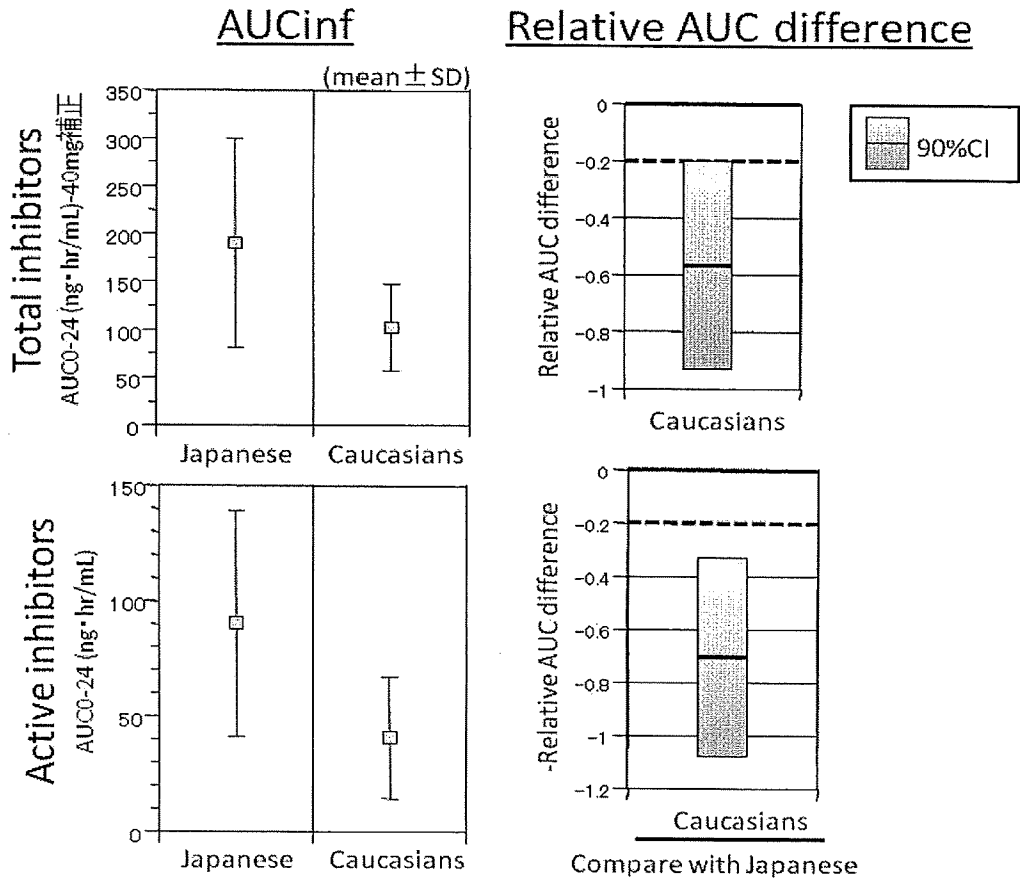 AUCinf
Relative AUC difference
(mean±SD)
Total inhibitors
AUC0-24 (ng・hr/mL)-40mg補正
350
300
250
200
150
100
50
0
Japanese
Caucasians
Relative AUC difference
0
-0.2
-0.4
-0.6
-0.8
-1
Caucasians
90%CI
Active inhibitors
AUC0-24 (ng・hr/mL)
150
100
50
0
Japanese
Caucasians
-Relative AUC difference
0
-0.2
-0.4
-0.6
-0.8
-1
-1.2
Caucasians
Compare with Japanese